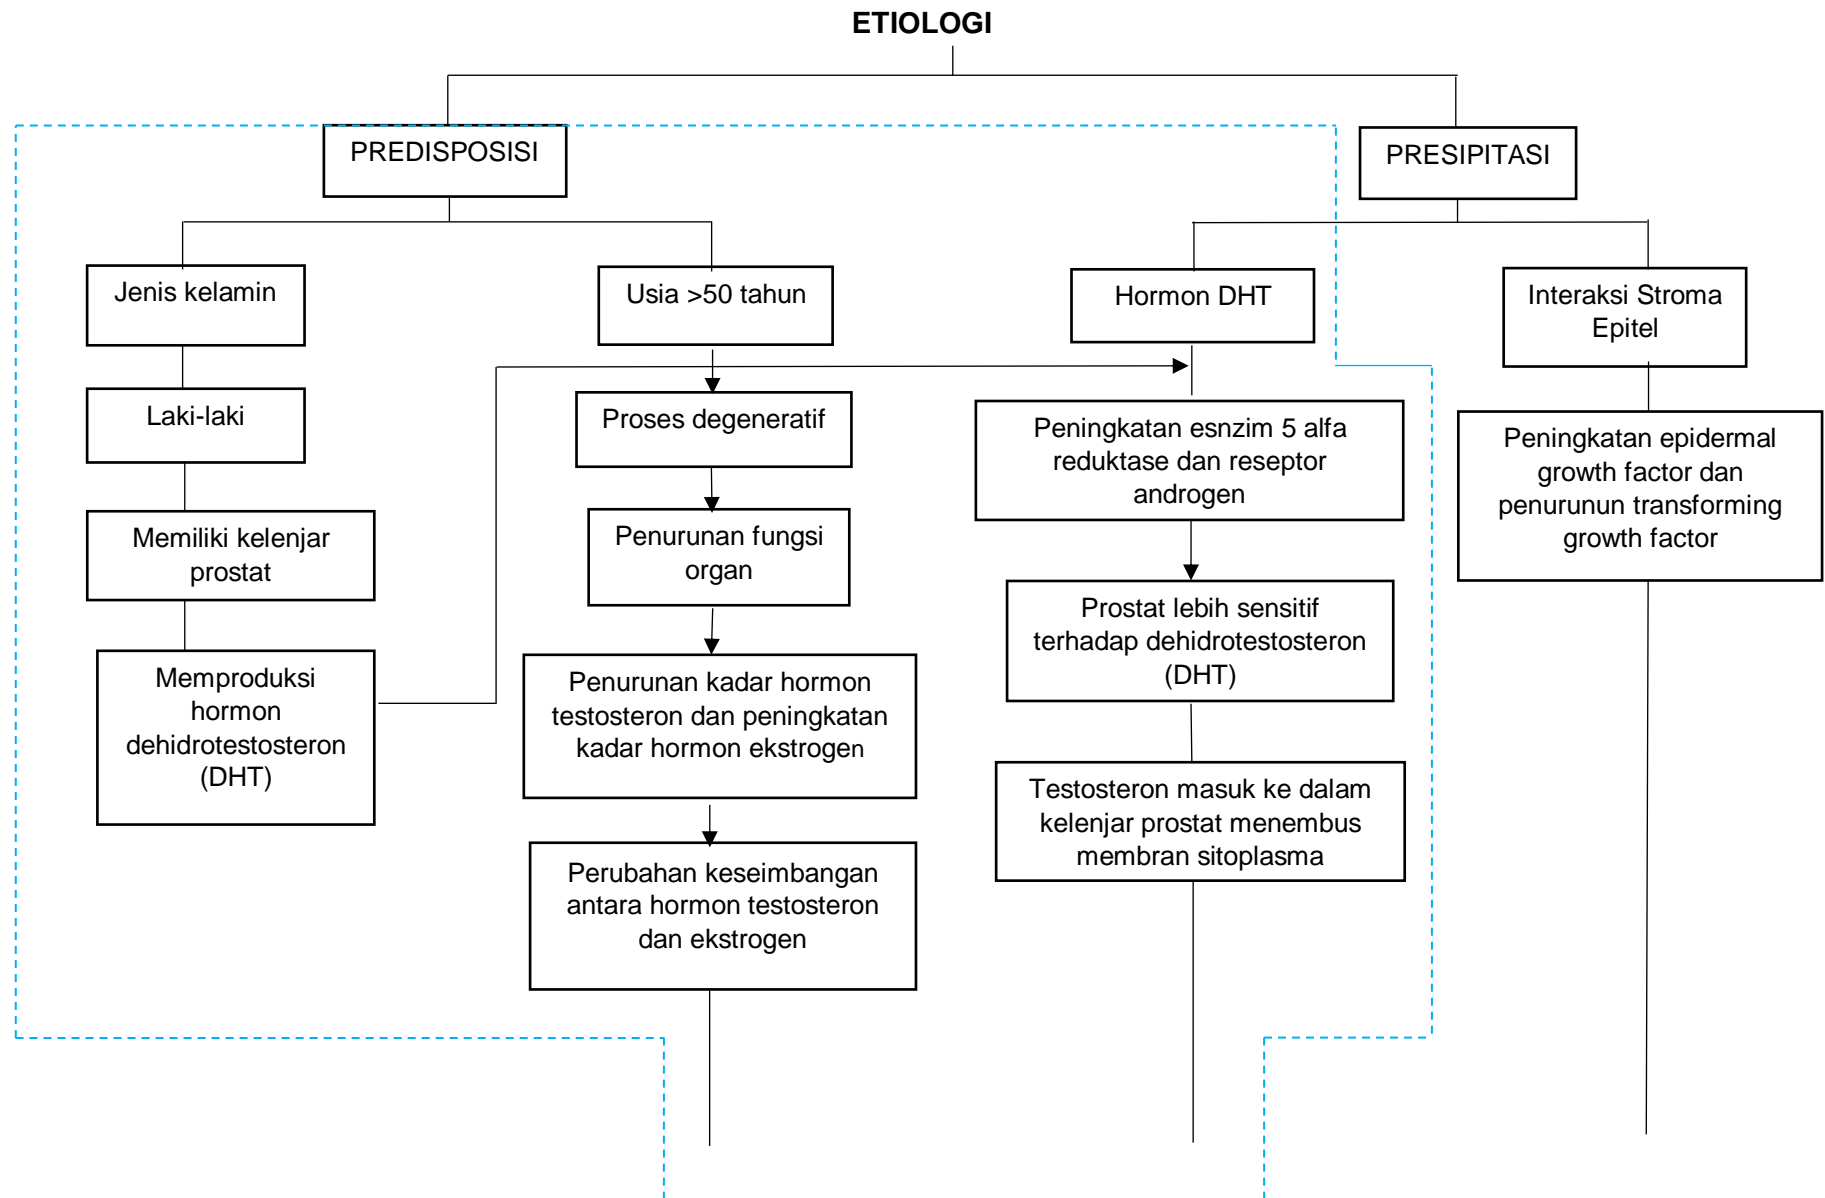 ETIOLOGI
PREDISPOSISI
PRESIPITASI
Jenis kelamin
Usia >50 tahun
Hormon DHT
Interaksi Stroma
Epitel
Laki-laki
Proses degeneratif
Peningkatan esnzim 5 alfa
reduktase dan reseptor
androgen
Peningkatan epidermal
growth factor dan
penurunun transforming
growth factor
Memiliki kelenjar
prostat
Penurunan fungsi
organ
Prostat lebih sensitif
terhadap dehidrotestosteron
(DHT)
Memproduksi
hormon
dehidrotestosteron
(DHT)
Penurunan kadar hormon
testosteron dan peningkatan
kadar hormon ekstrogen
Testosteron masuk ke dalam
kelenjar prostat menembus
membran sitoplasma
Perubahan keseimbangan
antara hormon testosteron
dan ekstrogen